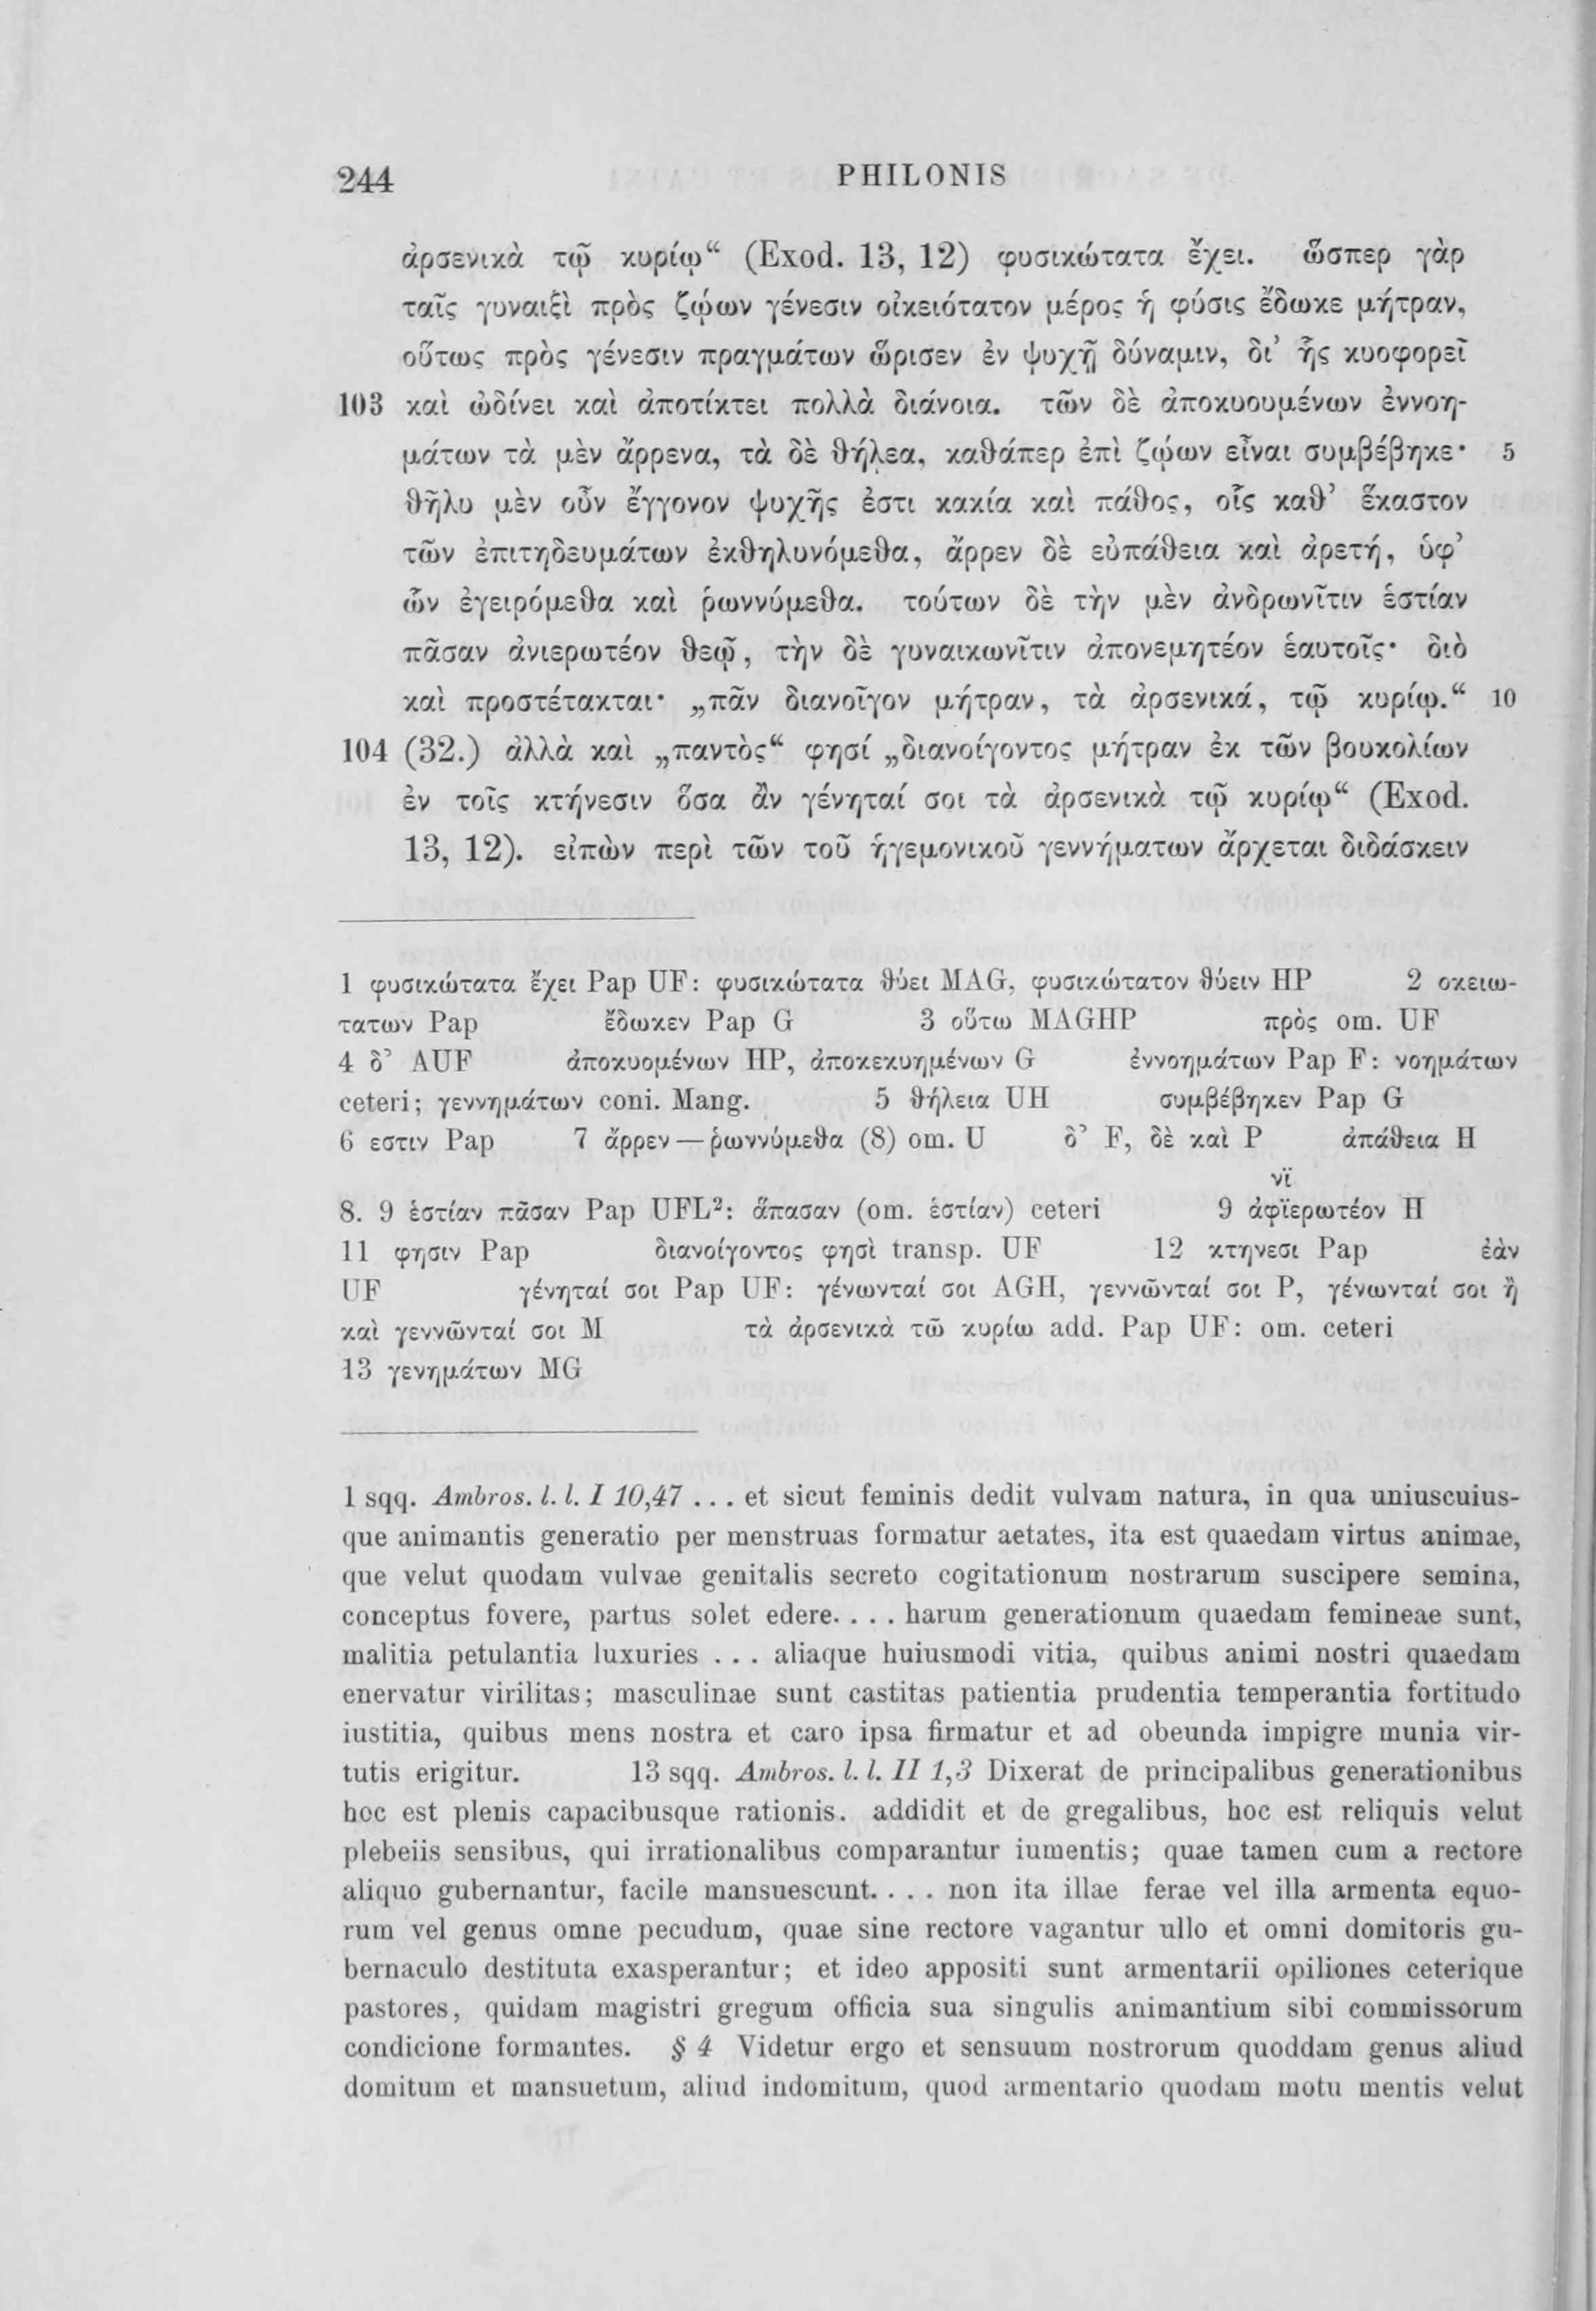 244 PHILONIS
ἀρσενικὰ τῷ κυρίῳ“ (Exod. 13, 12) φυσικώτατα ἔχει. ὥσπερ γὰρ
ταῖς γυναιξὶ πρὸς ζῴων γένεσιν οἰκειότατον μέρος ἡ φύσις ἔδωκε μήτραν,
οὕτως πρὸς γένεσιν πραγμάτων ὥρισεν ἐν ψυχῇ δύναμιν, δι’ ἧς κυοφορεῖ
103 καὶ ὠδίνει καὶ ἀποτίκτει πολλὰ διάνοια. τῶν δὲ ἀποκυουμένων ἐννοη-
μάτων τὰ μὲν ἄρρενα, τὰ δὲ θήλεα, καθάπερ ἐπὶ ζῴων εἶναι συμβέβηκε· 5
θῆλυ μὲν οὖν ἔγγονον ψυχῆς ἐστι κακία καὶ πάθος, οἷς καθ’ ἕκαστον
τῶν ἐπιτηδευμάτων ἐκθηλυνόμεθα, ἄρρεν δὲ εὐπάθεια καὶ ἀρετή, ὑφ’
ὧν ἐγειρόμεθα καὶ ῥωννύμεθα. τούτων δὲ τὴν μὲν ἀνδρωνῖτιν ἑστίαν
πᾶσαν ἀνιερωτέον θεῷ, τὴν δὲ γυναικωνῖτιν ἀπονεμητέον ἑαυτοῖς· διὸ
καὶ προστέτακται· „πᾶν διανοῖγον μήτραν, τὰ ἀρσενικά, τῷ κυρίῳ.“ 10
104 (32.) ἀλλὰ καὶ „παντὸς“ φησί „διανοίγοντος μήτραν ἐκ τῶν βουκολίων
ἐν τοῖς κτήνεσιν ὅσα ἂν γένηταί σοι τὰ ἀρσενικὰ τῷ κυρίῳ“ (Exod.
13, 12). εἰπὼν περὶ τῶν τοῦ ἡγεμονικοῦ γεννήματων ἄρχεται διδάσκειν
1 φυσικώτατα ἔχει Pap UF: φυσικώτατα θύει MAG, φυσικώτατον θύειν HP 2 οκειω-
τατων Pap ἔδωκεν Pap G 3 οὕτω MAGHP πρὸς om. UF
4 δ’ AUF ἀποκυομένων HP, ἀποκεκυημένων G ἐννοημάτων Pap F: νοημάτων
ceteri; γεννημάτων coni. Mang. 5 θήλεια UH συμβέβηκεν Pap G
6 εστιν Pap 7 ἄρρεν — ῥωννύμεθα (8) om. U δ’ F, δὲ καὶ P ἀπάθεια H
νϊ
8. 9 ἑστίαν πᾶσαν Pap UFL²: ἅπασαν (om. ἑστίαν) ceteri 9 ἀφϊερωτέον H
11 φησιν Pap διανοίγοντος φησὶ transp. UF 12 κτηνεσι Pap ἐὰν
UF γένηταί σοι Pap UF: γένωνταί σοι AGH, γεννῶνταί σοι P, γένωνταί σοι ἢ
καὶ γεννῶνταί σοι M τὰ ἀρσενικὰ τῶ κυρίω add. Pap UF: om. ceteri
13 γενημάτων MG
1 sqq. Ambros. l. l. I 10,47 ... et sicut feminis dedit vulvam natura, in qua uniuscuius-
que animantis generatio per menstruas formatur aetates, ita est quaedam virtus animae,
que velut quodam vulvae genitalis secreto cogitationum nostrarum suscipere semina,
conceptus fovere, partus solet edere. ... harum generationum quaedam femineae sunt,
malitia petulantia luxuries ... aliaque huiusmodi vitia, quibus animi nostri quaedam
enervatur virilitas; masculinae sunt castitas patientia prudentia temperantia fortitudo
iustitia, quibus mens nostra et caro ipsa firmatur et ad obeunda impigre munia vir-
tutis erigitur. 13 sqq. Ambros. l. l. II 1,3 Dixerat de principalibus generationibus
hoc est plenis capacibusque rationis. addidit et de gregalibus, hoc est reliquis velut
plebeiis sensibus, qui irrationalibus comparantur iumentis; quae tamen cum a rectore
aliquo gubernantur, facile mansuescunt. ... non ita illae ferae vel illa armenta equo-
rum vel genus omne pecudum, quae sine rectore vagantur ullo et omni domitoris gu-
bernaculo destituta exasperantur; et ideo appositi sunt armentarii opiliones ceterique
pastores, quidam magistri gregum officia sua singulis animantium sibi commissorum
condicione formantes. § 4 Videtur ergo et sensuum nostrorum quoddam genus aliud
domitum et mansuetum, aliud indomitum, quod armentario quodam motu mentis velut